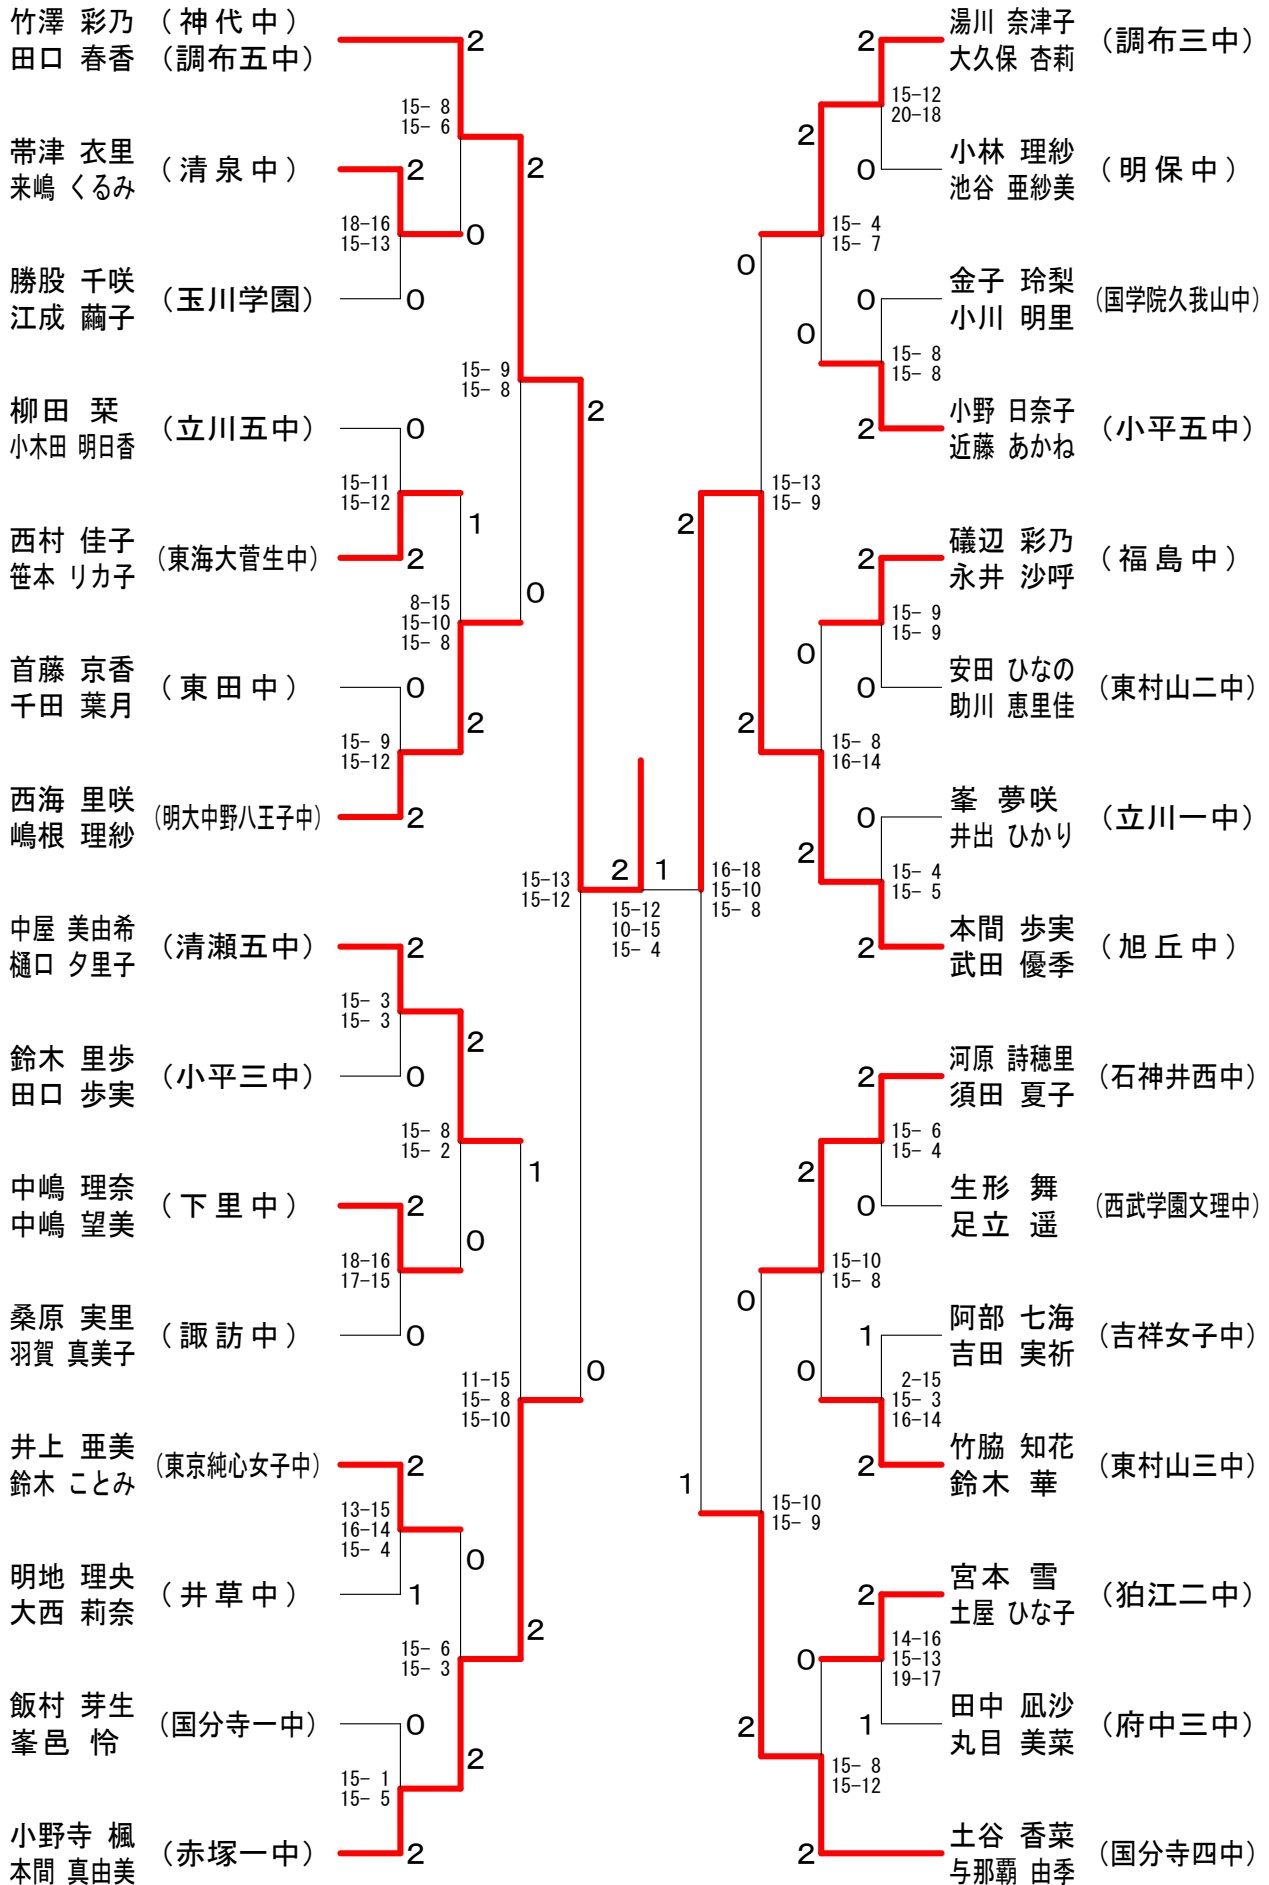 竹澤 彩乃 (神代中)
田口 春香 (調布五中)
2
15- 8
15- 6
帯津 衣里
来嶋 くるみ
(清泉中)
2
2
18-16
15-13
0
勝股 千咲
江成 繭子
(玉川学園)
0
15- 9
15- 8
2
柳田 栞
小木田 明日香
(立川五中)
0
15-11
15-12
1
西村 佳子
笹本 リカ子
(東海大菅生中)
2
8-15
15-10
15- 8
0
首藤 京香
千田 葉月
(東田中)
0
2
15- 9
15-12
西海 里咲
嶋根 理紗
(明大中野八王子中)
2
15-13
15-12
2
1
15-12
10-15
15- 4
中屋 美由希
樋口 夕里子
(清瀬五中)
2
15- 3
15- 3
2
鈴木 里歩
田口 歩実
(小平三中)
0
15- 8
15- 2
1
中嶋 理奈
中嶋 望美
(下里中)
2
0
18-16
17-15
桑原 実里
羽賀 真美子
(諏訪中)
0
0
11-15
15- 8
15-10
井上 亜美
鈴木 ことみ
(東京純心女子中)
2
13-15
16-14
15- 4
0
明地 理央
大西 莉奈
(井草中)
1
2
15- 6
15- 3
飯村 芽生
峯邑 怜
(国分寺一中)
0
2
15- 1
15- 5
小野寺 楓
本間 真由美
(赤塚一中)
2
2
湯川 奈津子
大久保 杏莉
(調布三中)
15-12
20-18
2
0
小林 理紗
池谷 亜紗美
(明保中)
15- 4
15- 7
0
0
金子 玲梨
小川 明里
(国学院久我山中)
0
15- 8
15- 8
2
小野 日奈子
近藤 あかね
(小平五中)
15-13
15- 9
2
2
礒辺 彩乃
永井 沙呼
(福島中)
15- 9
15- 9
0
0
安田 ひなの
助川 恵里佳
(東村山二中)
2
15- 8
16-14
0
峯 夢咲
井出 ひかり
(立川一中)
2
15- 4
15- 5
16-18
15-10
15- 8
2
本間 歩実
武田 優季
(旭丘中)
2
河原 詩穂里
須田 夏子
(石神井西中)
15- 6
15- 4
2
0
生形 舞
足立 遥
(西武学園文理中)
15-10
15- 8
0
1
阿部 七海
吉田 実祈
(吉祥女子中)
0
2-15
15- 3
16-14
2
竹脇 知花
鈴木 華
(東村山三中)
1
15-10
15- 9
2
宮本 雪
土屋 ひな子
(狛江二中)
14-16
15-13
19-17
0
1
田中 凪沙
丸目 美菜
(府中三中)
2
15- 8
15-12
2
土谷 香菜
与那覇 由季
(国分寺四中)